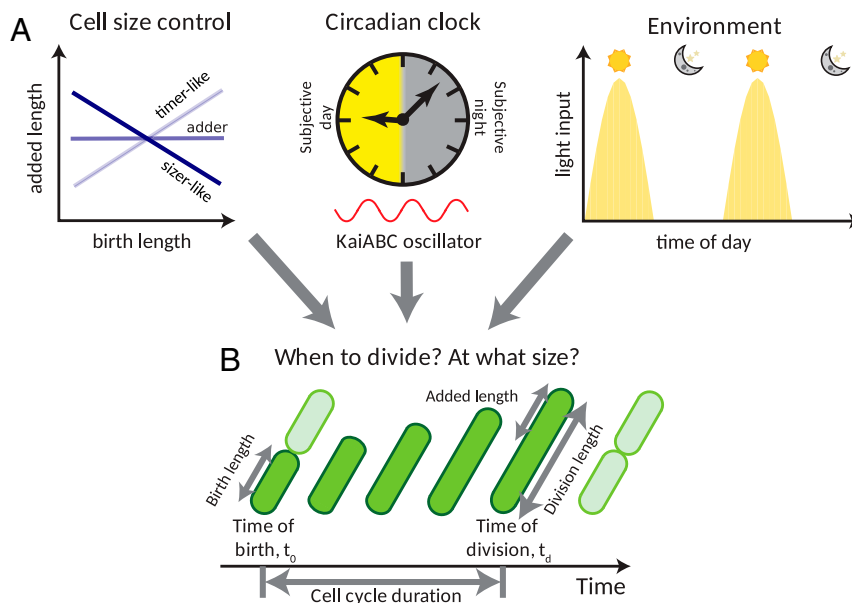 A
Cell size control
added length
timer-like
adder
sizer-like
birth length
Circadian clock
Subjective
day
Subjective
night
KaiABC oscillator
Environment
light input
time of day
B
When to divide? At what size?
Birth length
Added length
Division length
Time of
birth, t0
Time of
division, td
Cell cycle duration
Time